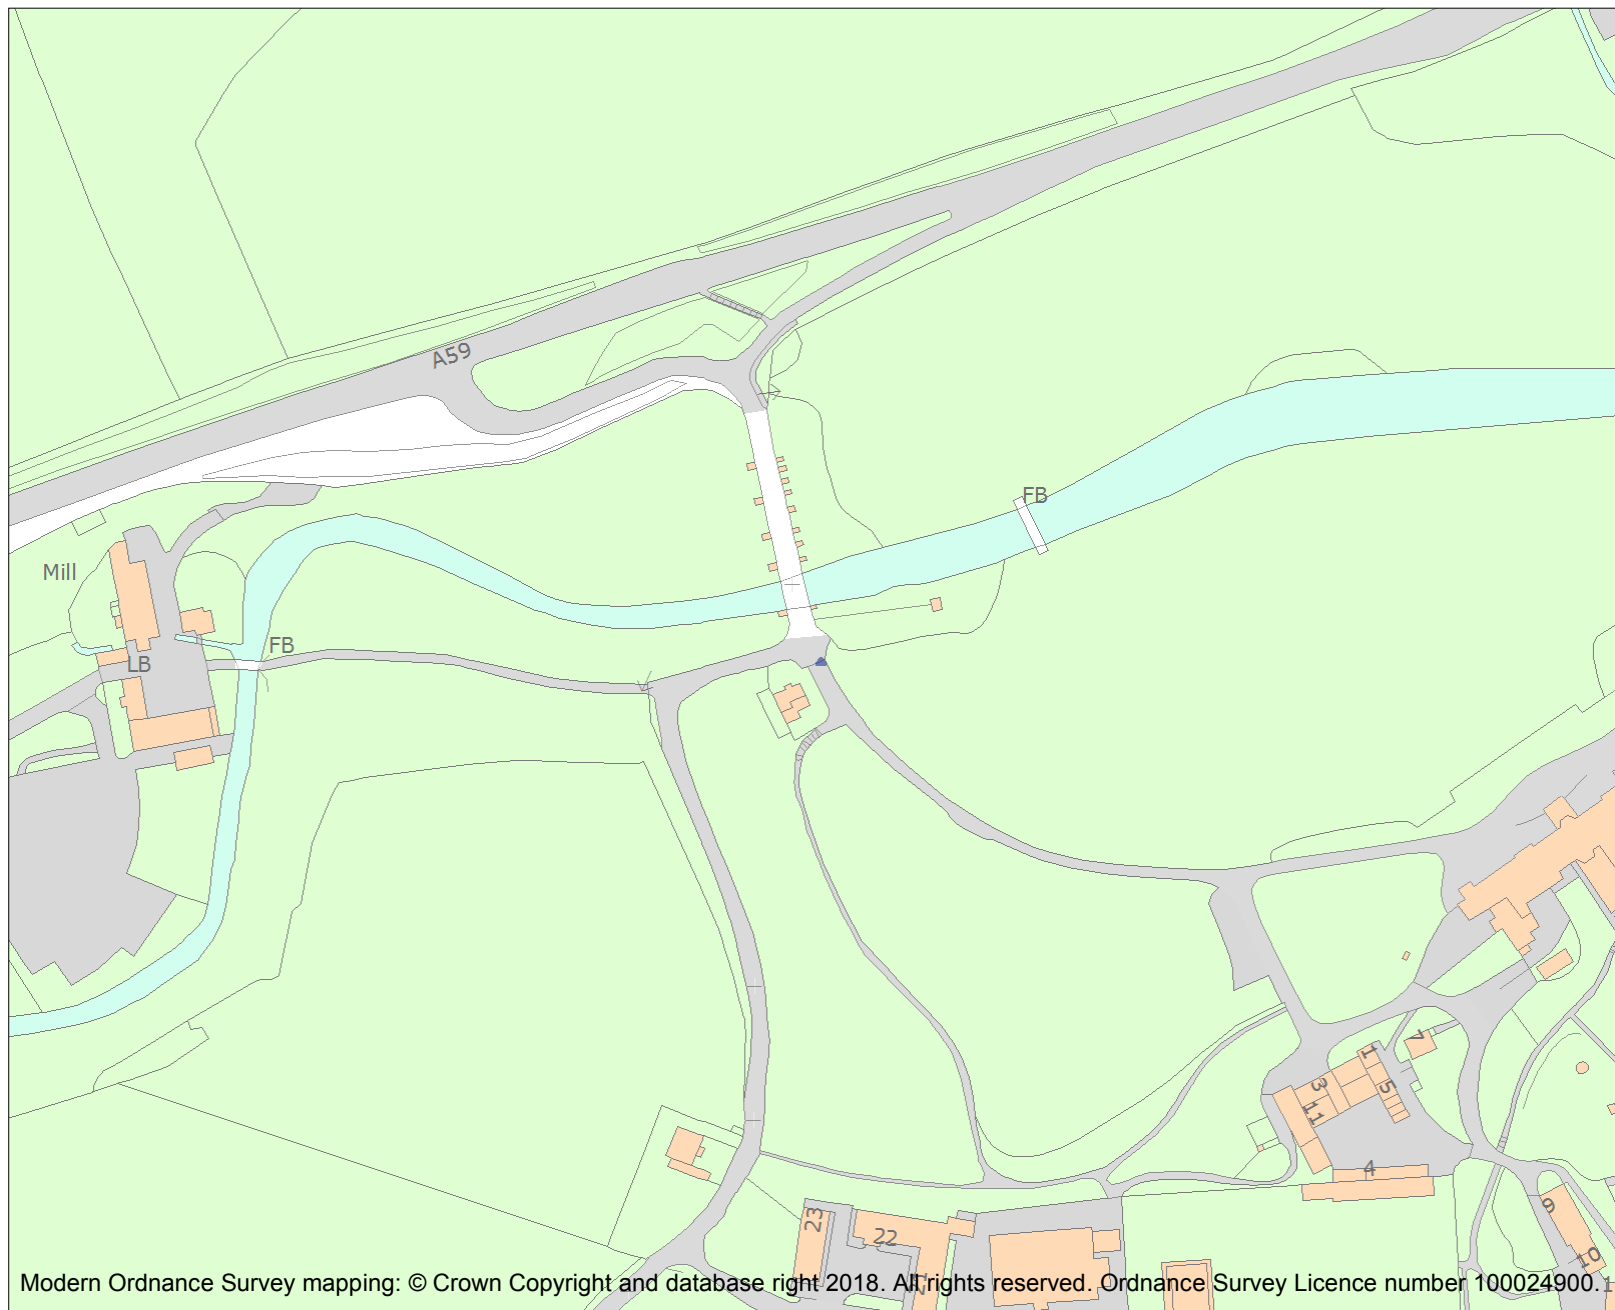 A59
FB
Mill
FB
LB
7
1
3
5
11
4
9
23
22
10
Modern Ordnance Survey mapping: © Crown Copyright and database right 2018. All rights reserved. Ordnance Survey Licence number 100024900.